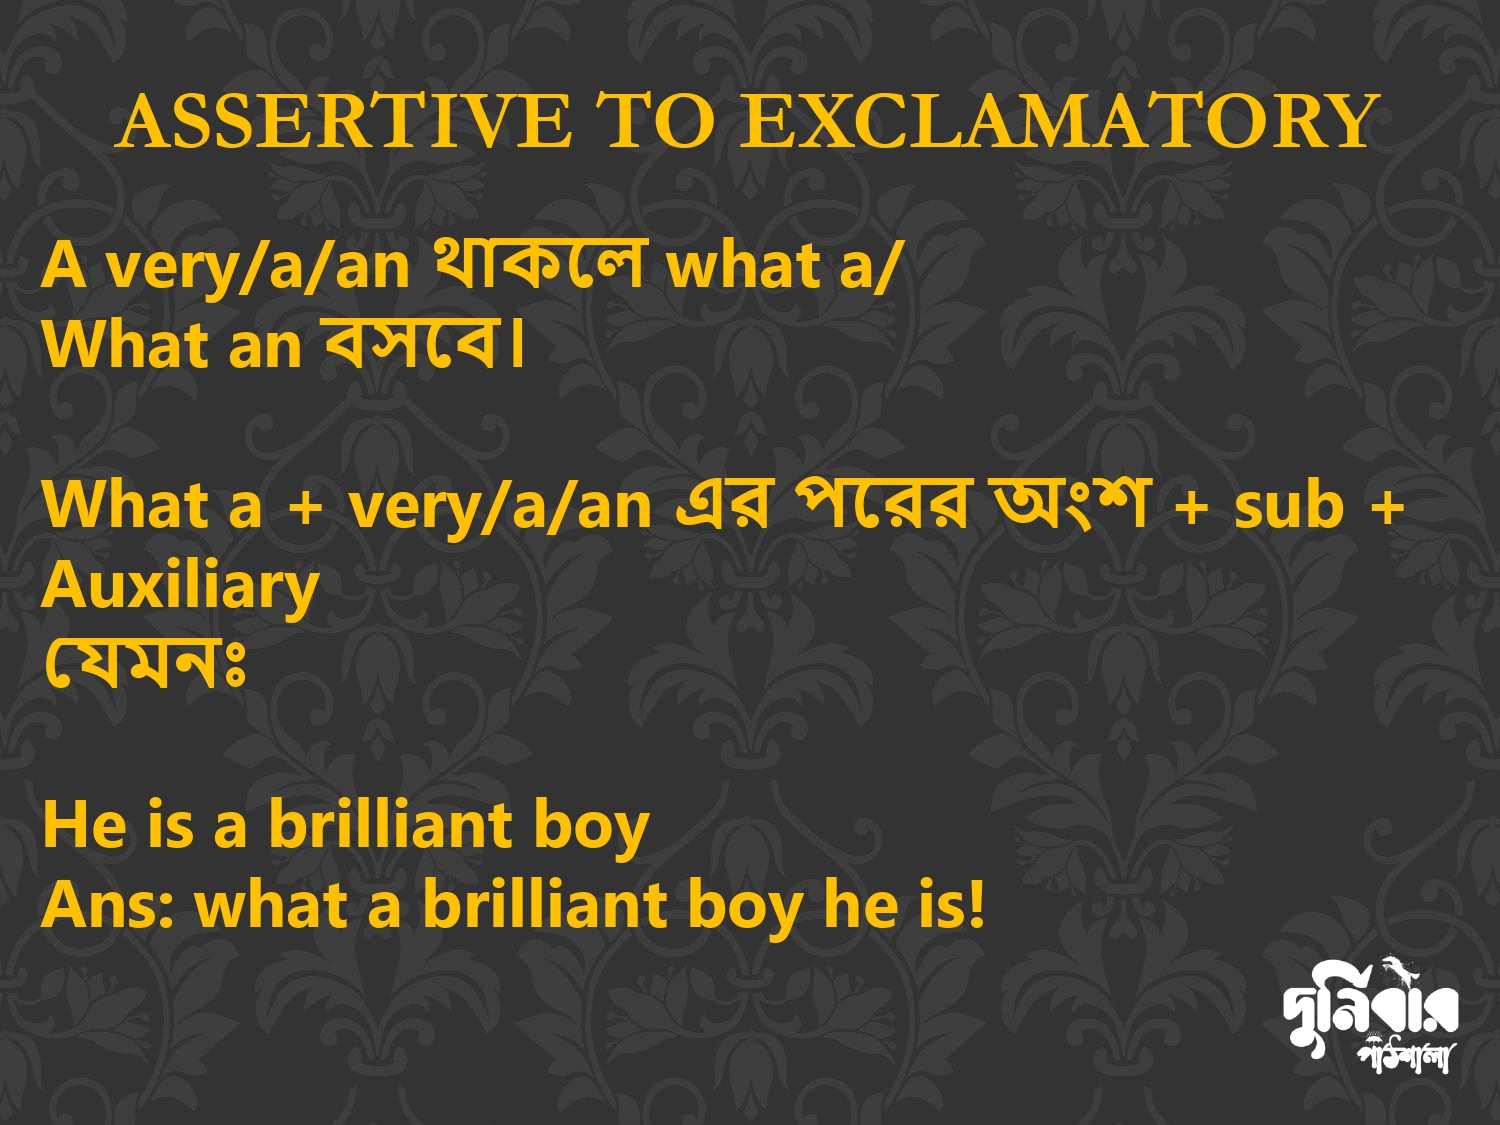 ASSERTIVE TO EXCLAMATORY
A very/a/an থাকলে what a/
What an বসবে।
What a + very/a/an এর পরের অংশ + sub +
Auxiliary
যেমনঃ
He is a brilliant boy
Ans: what a brilliant boy he is!
দুর্নিবার
পাঠশালা